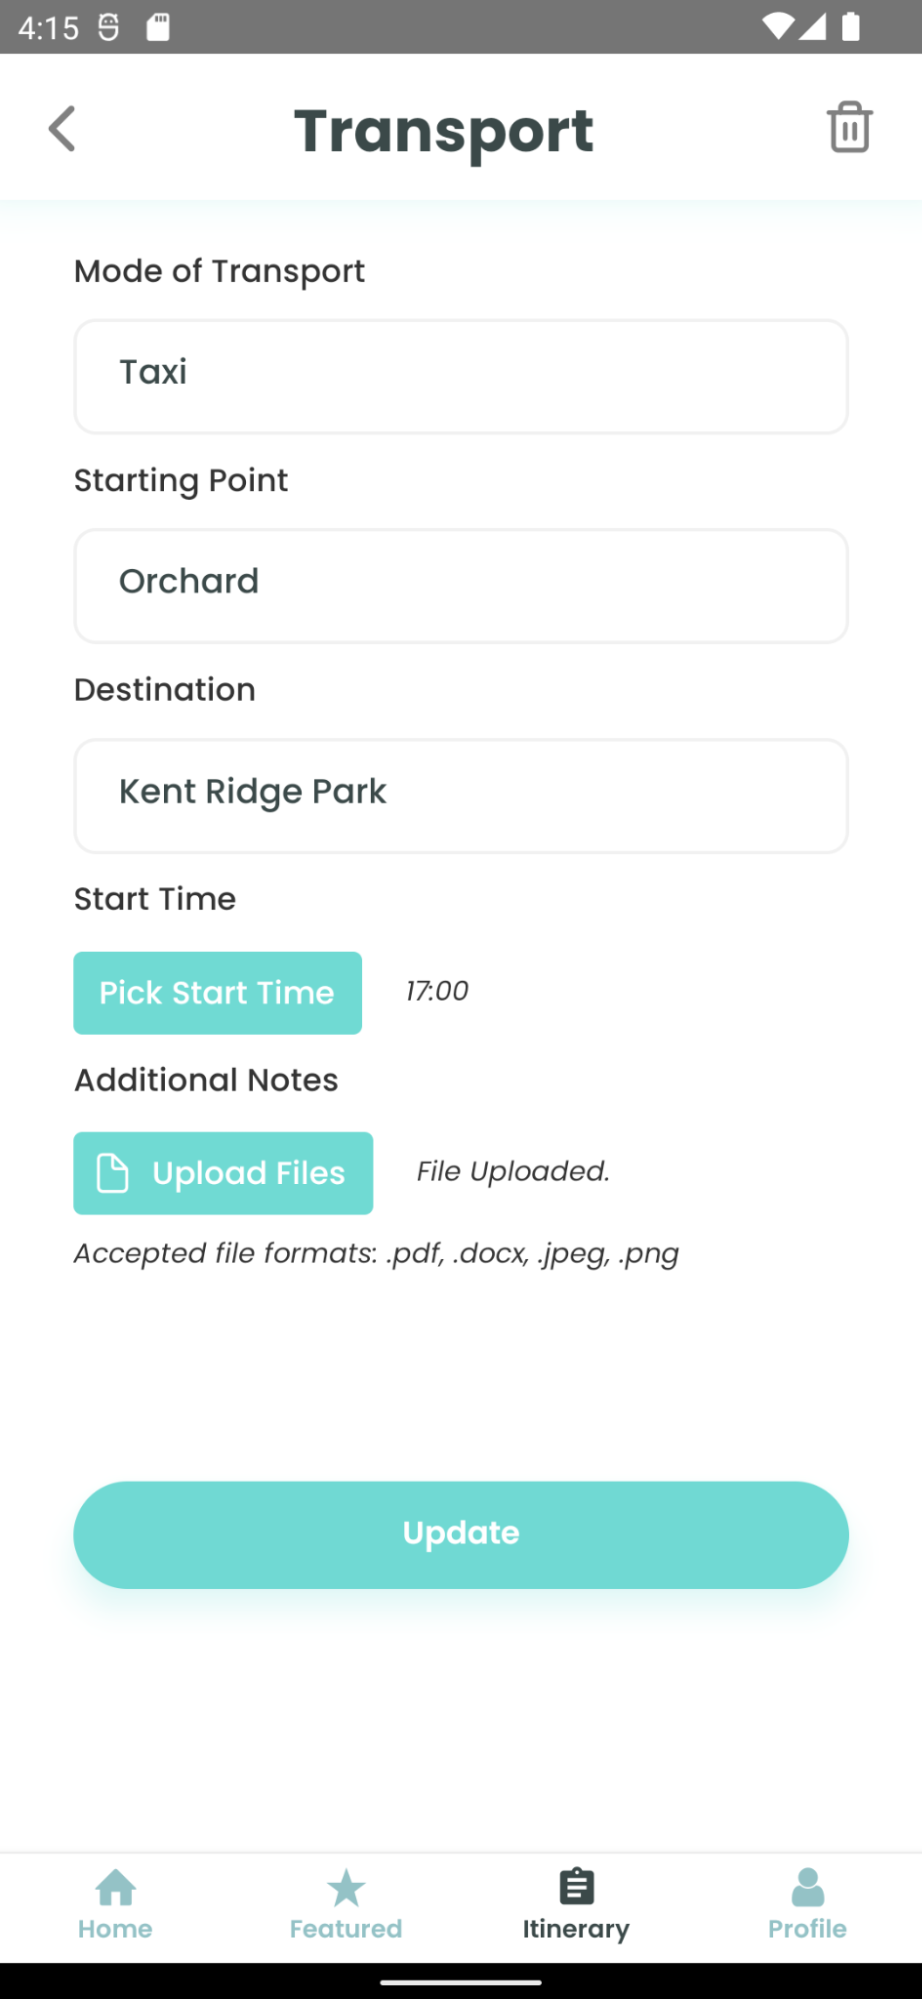 4:15
Transport
Mode of Transport
Taxi
Starting Point
Orchard
Destination
Kent Ridge Park
Start Time
Pick Start Time 17:00
Additional Notes
Upload Files File Uploaded.
Accepted file formats: .pdf, .docx, .jpeg, .png
Update
Home Featured Itinerary Profile